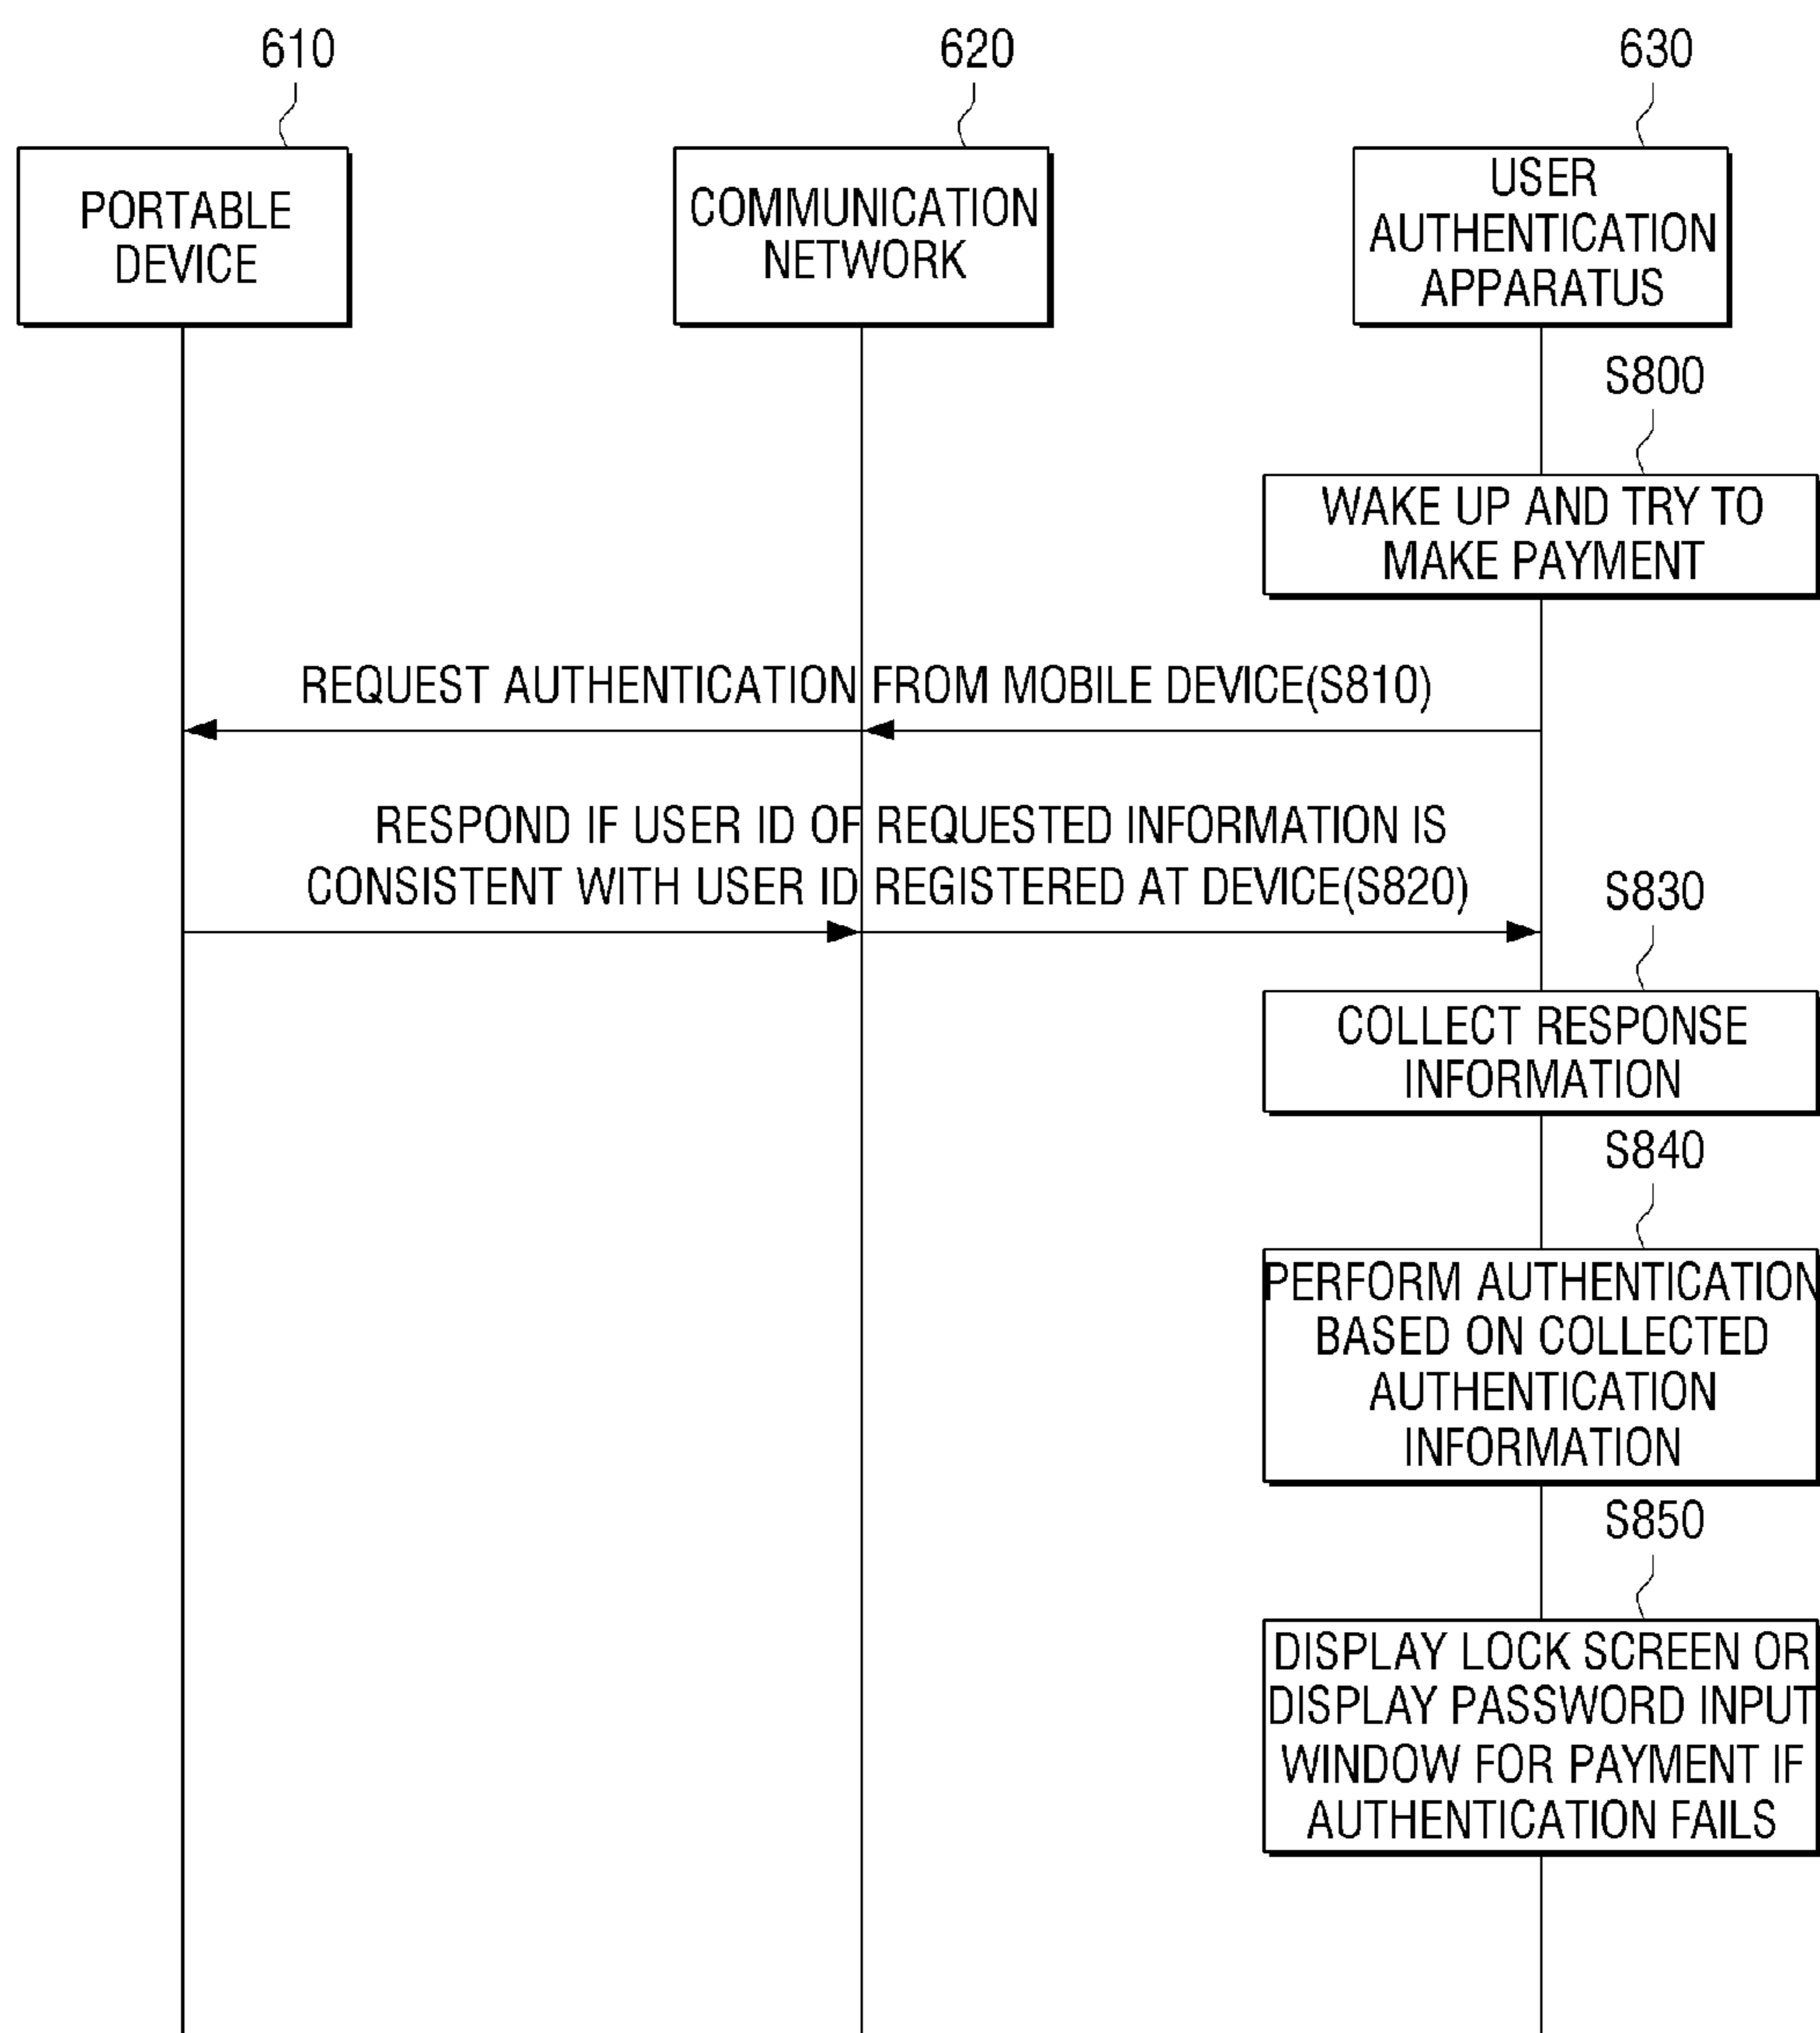 610
620
630
PORTABLE
DEVICE
COMMUNICATION
NETWORK
USER
AUTHENTICATION
APPARATUS
S800
WAKE UP AND TRY TO
MAKE PAYMENT
REQUEST AUTHENTICATION FROM MOBILE DEVICE(S810)
RESPOND IF USER ID OF REQUESTED INFORMATION IS
CONSISTENT WITH USER ID REGISTERED AT DEVICE(S820)
S830
COLLECT RESPONSE
INFORMATION
S840
PERFORM AUTHENTICATION
BASED ON COLLECTED
AUTHENTICATION
INFORMATION
S850
DISPLAY LOCK SCREEN OR
DISPLAY PASSWORD INPUT
WINDOW FOR PAYMENT IF
AUTHENTICATION FAILS